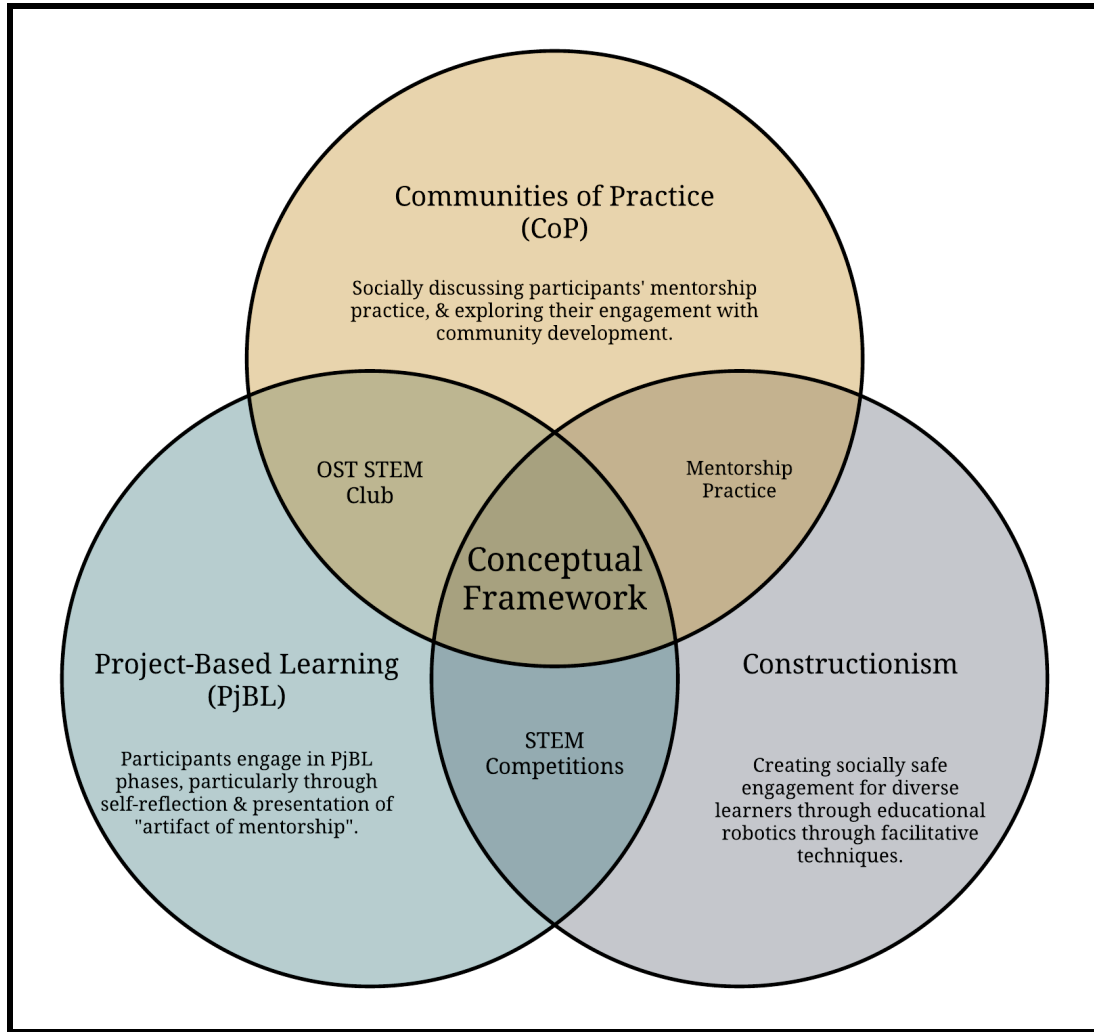 Communities of Practice
(CoP)
Socially discussing participants' mentorship
practice, & exploring their engagement with
community development.
OST STEM
Club
Mentorship
Practice
Conceptual
Framework
Project-Based Learning
(PjBL)
Participants engage in PjBL
phases, particularly through
self-reflection & presentation of
"artifact of mentorship".
STEM
Competitions
Constructionism
Creating socially safe
engagement for diverse
learners through educational
robotics through facilitative
techniques.